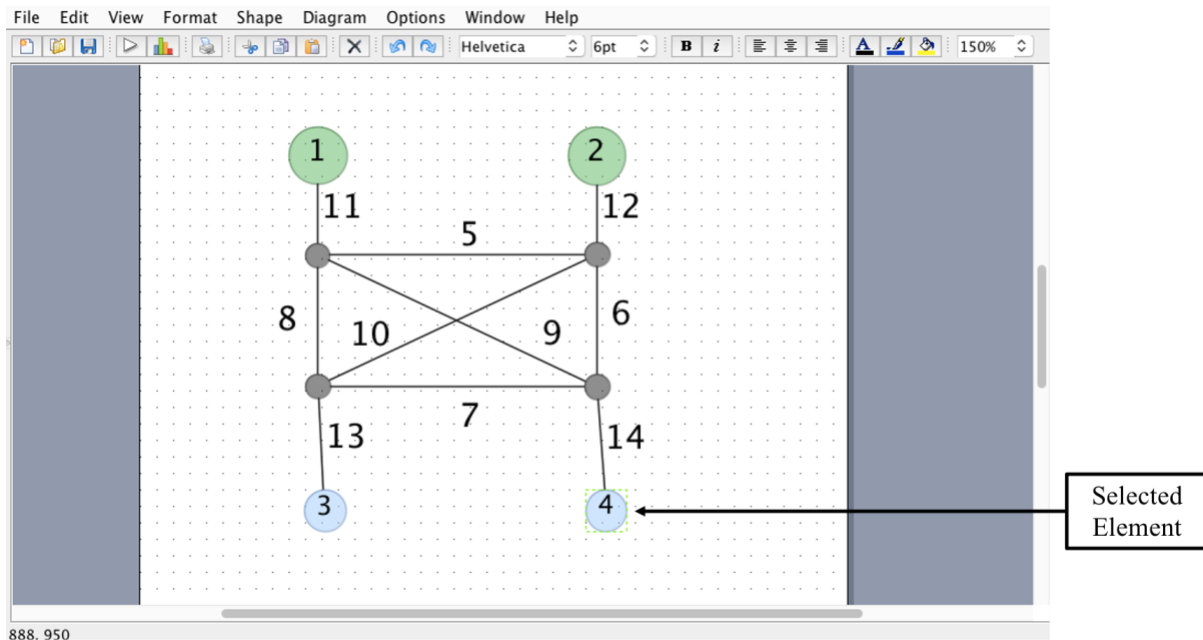 File Edit View Format Shape Diagram Options Window Help
Helvetica 6pt B i A 150%
1 2
11 12
5
8 6
10 9
7
13 14
3 4
Selected
Element
888, 950